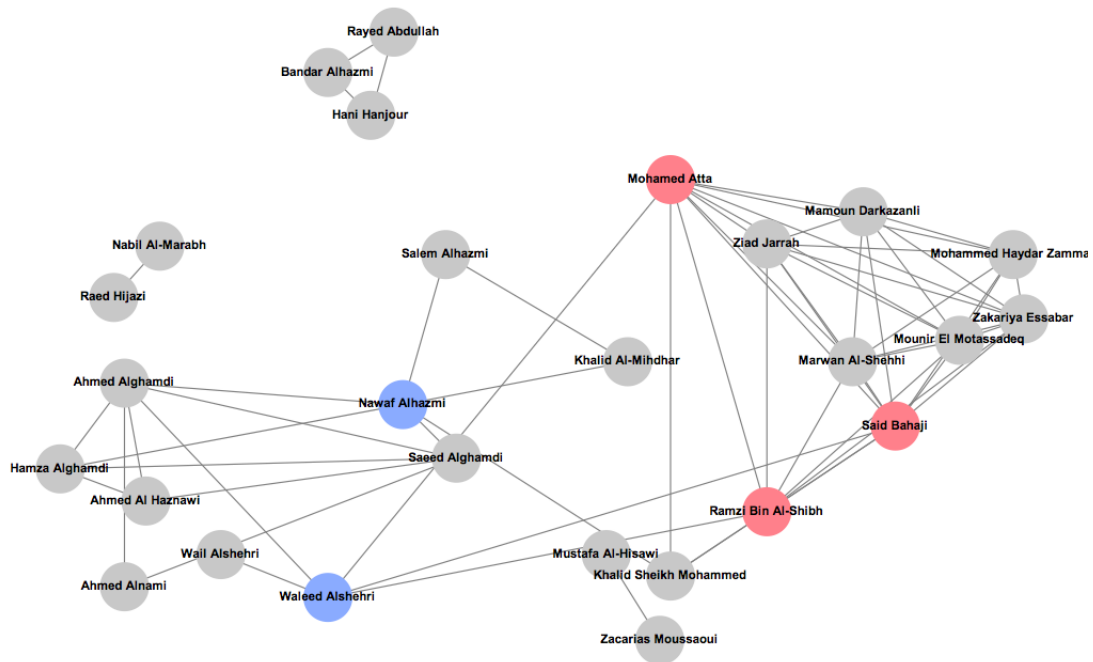 Rayed Abdullah
Bandar Alhazmi
Hani Hanjour
Mohamed Atta
Mamoun Darkazanli
Nabil Al-Marabh
Salem Alhazmi
Ziad Jarrah
Mohammed Haydar Zamma
Raed Hijazi
Zakariya Essabar
Mounir El Motassadeq
Khalid Al-Mihdhar
Marwan Al-Shehhi
Ahmed Alghamdi
Nawaf Alhazmi
Said Bahaji
Saeed Alghamdi
Hamza Alghamdi
Ahmed Al Haznawi
Ramzi Bin Al-Shibh
Wail Alshehri
Mustafa Al-Hisawi
Khalid Sheikh Mohammed
Ahmed Alnami
Waleed Alshehri
Zacarias Moussaoui